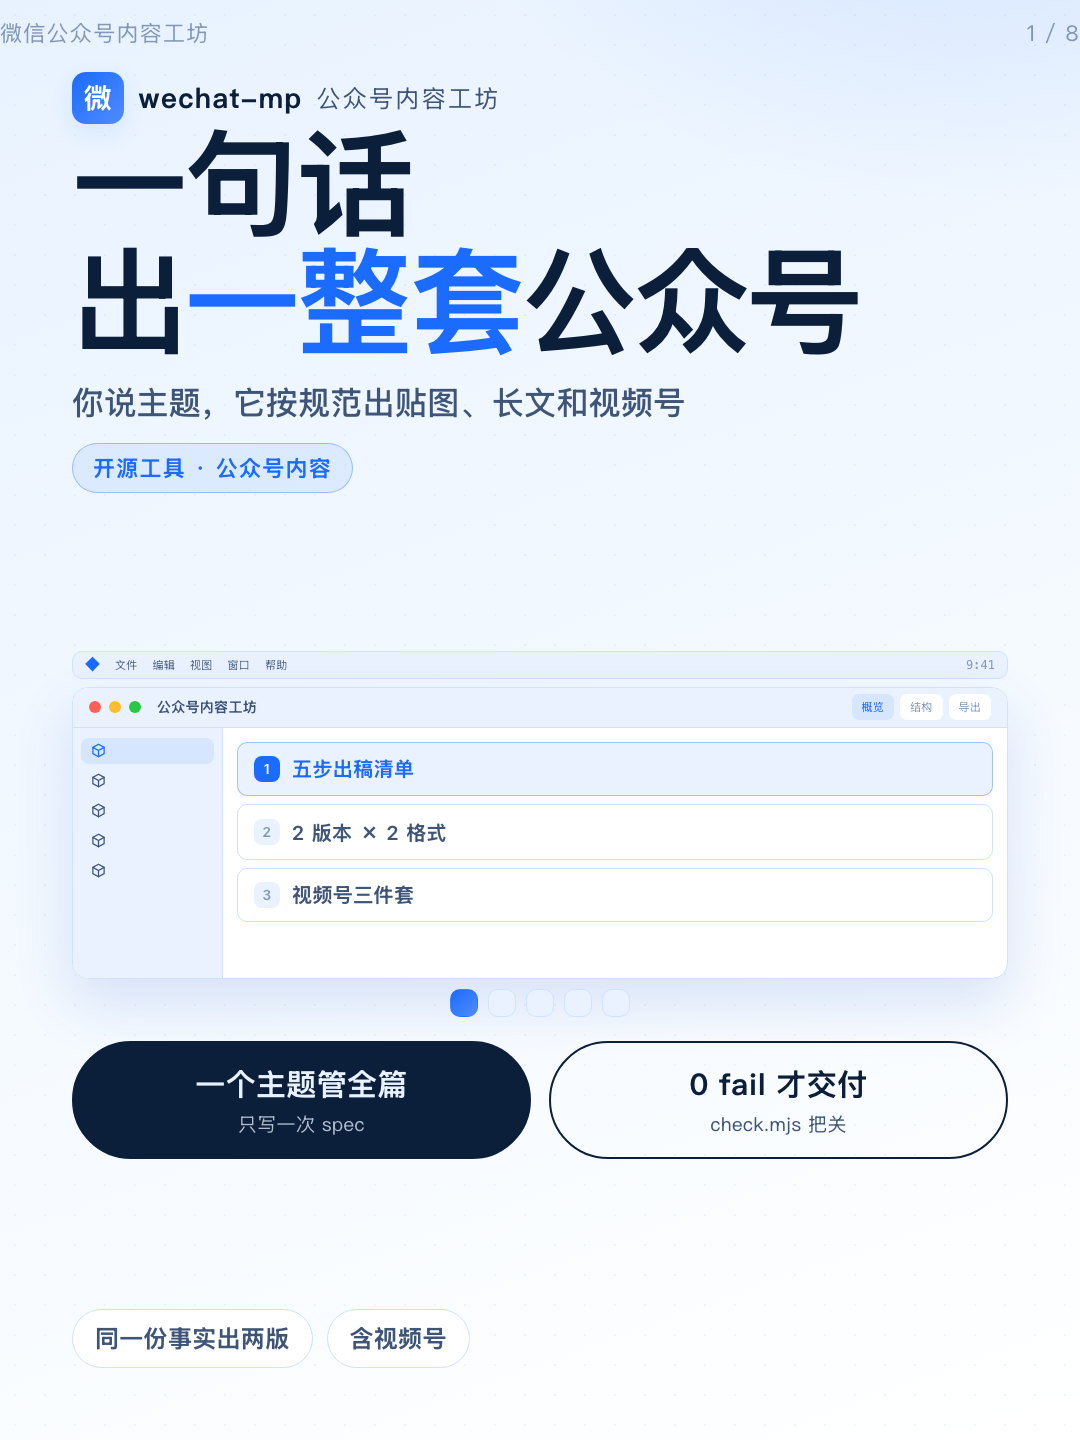 微信公众号内容工坊
1 / 8
微 wechat-mp 公众号内容工坊
一句话
出一整套公众号
你说主题，它按规范出贴图、长文和视频号
开源工具 · 公众号内容
文件 编辑 视图 窗口 帮助 9:41
公众号内容工坊 概览 结构 导出
1 五步出稿清单
2 2 版本 × 2 格式
3 视频号三件套
一个主题管全篇
只写一次 spec
0 fail 才交付
check.mjs 把关
同一份事实出两版
含视频号